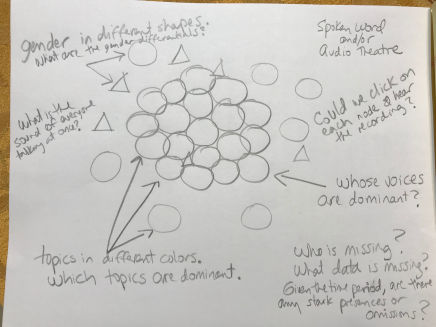 gender in different shapes.
What are the gender differentials?
Spoken Word
and/or
Audio Theatre
What is the
sound of everyone
talking at once?
Could we click on
each node & hear
the recording?
whose voices
are dominant?
topics in different colors.
which topics are dominant.
Who is missing?
What data is missing?
Given the time period, are there
any stark presences or
omissions?